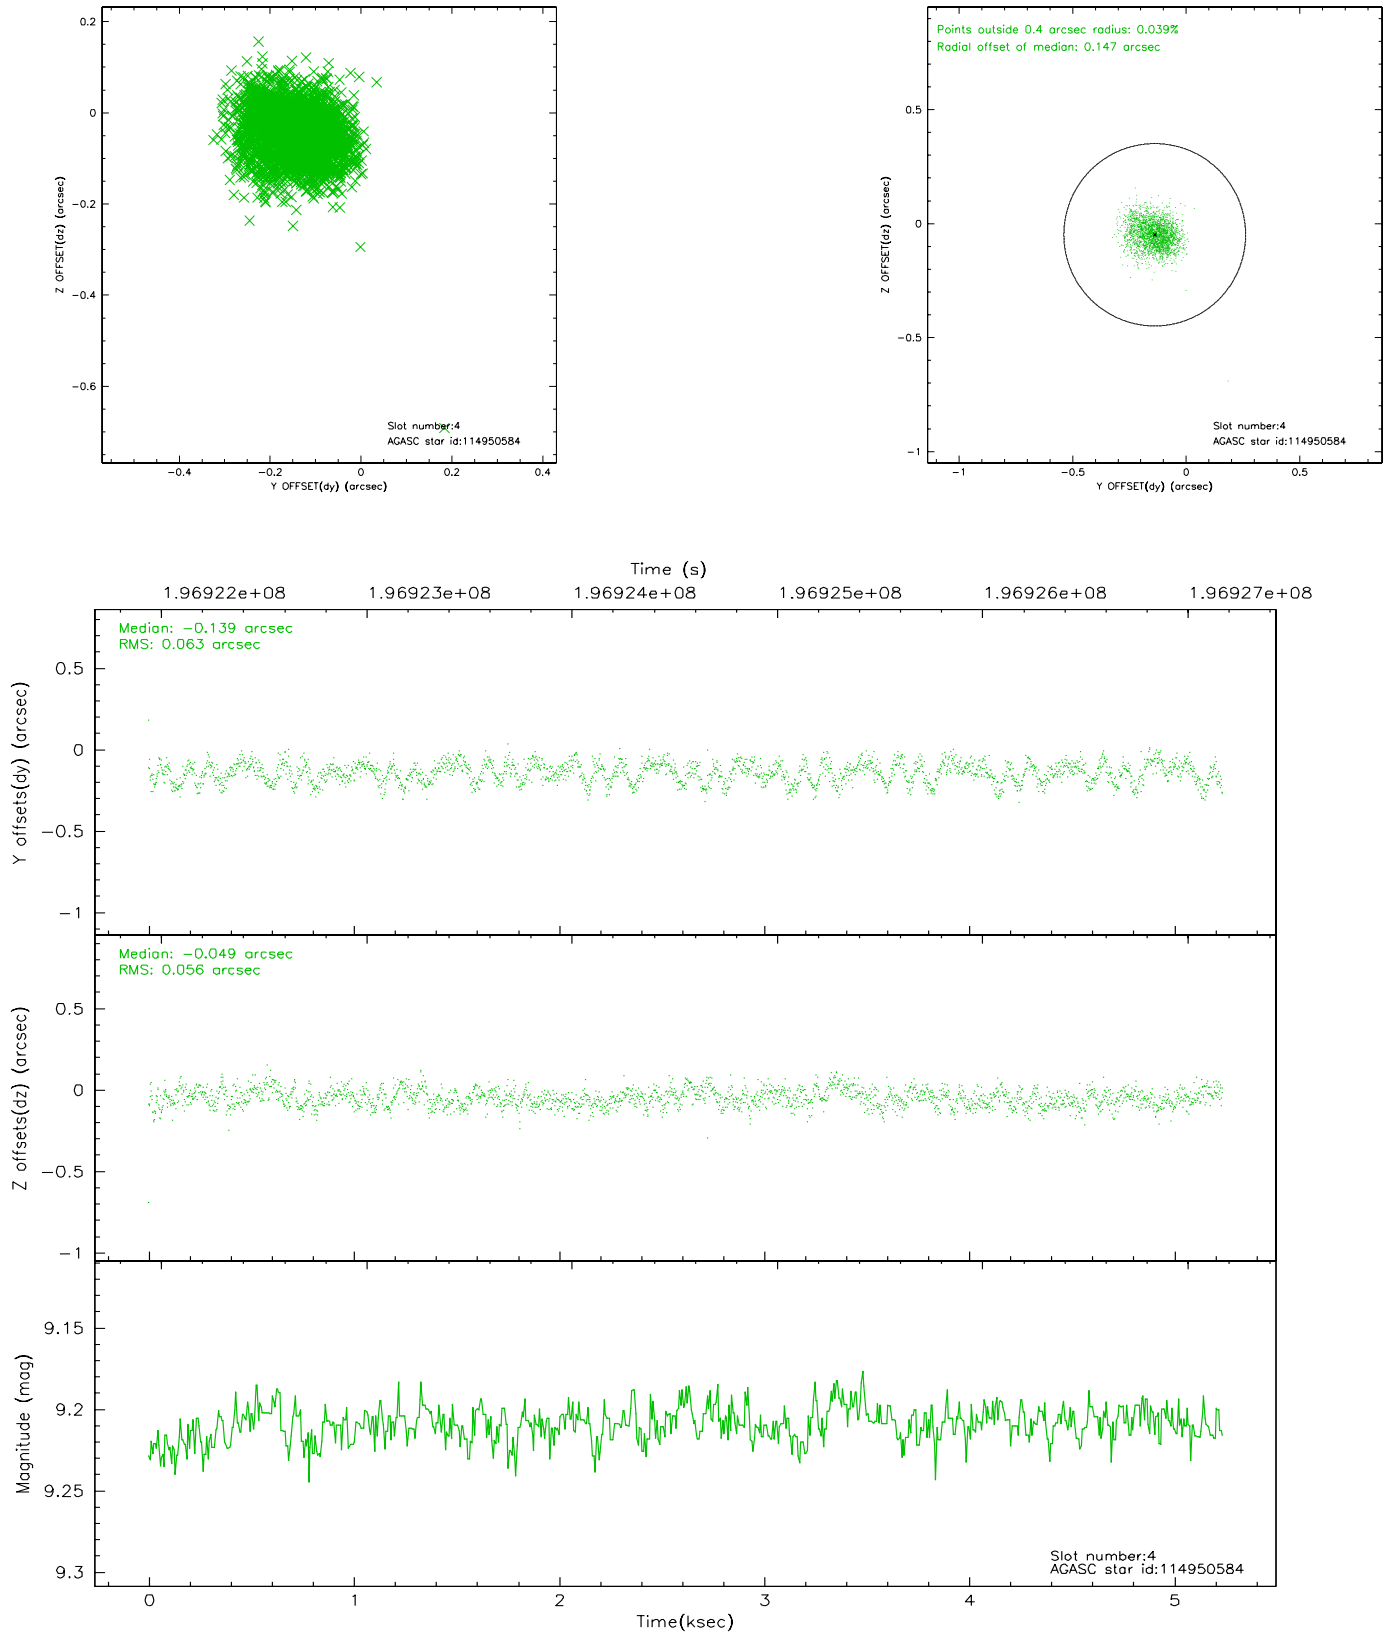 0.2
0
−0.2
−0.4
−0.6
Z OFFSET(dz) (arcsec)
Slot number:4
AGASC star id:114950584
−0.4 −0.2 0 0.2 0.4
Y OFFSET(dy) (arcsec)
Points outside 0.4 arcsec radius: 0.039%
Radial offset of median: 0.147 arcsec
0.5
0
−0.5
−1
Z OFFSET(dz) (arcsec)
Slot number:4
AGASC star id:114950584
−1 −0.5 0 0.5
Y OFFSET(dy) (arcsec)
Time (s)
1.96922e+08 1.96923e+08 1.96924e+08 1.96925e+08 1.96926e+08 1.96927e+08
Median: −0.139 arcsec
RMS: 0.063 arcsec
0.5
0
−0.5
−1
Y offsets(dy) (arcsec)
Median: −0.049 arcsec
RMS: 0.056 arcsec
0.5
0
−0.5
−1
Z offsets(dz) (arcsec)
9.15
9.2
9.25
9.3
Magnitude (mag)
Slot number:4
AGASC star id:114950584
0 1 2 3 4 5
Time(ksec)